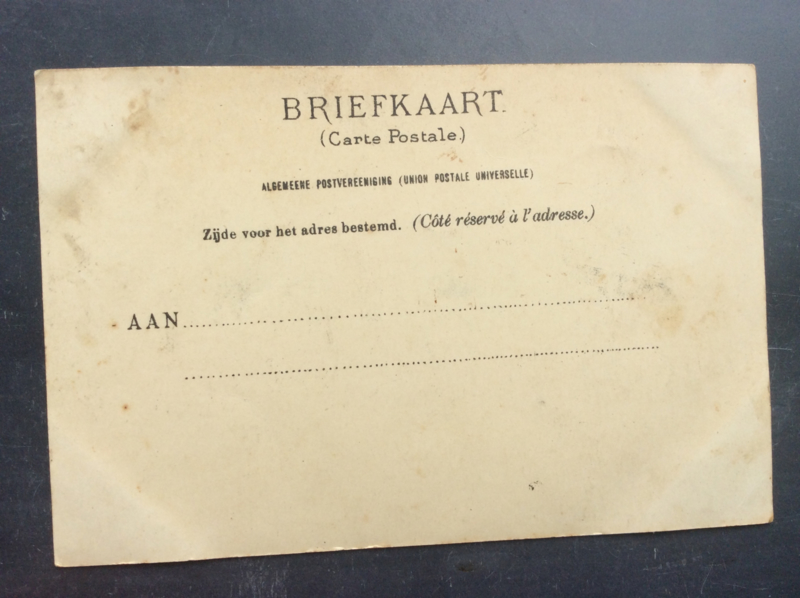 BRIEFKAART.
(Carte Postale.)
ALGEMEENE POSTVEREENIGING (UNION POSTALE UNIVERSELLE)
Zijde voor het adres bestemd. (Côté réservé à l'adresse.)
AAN